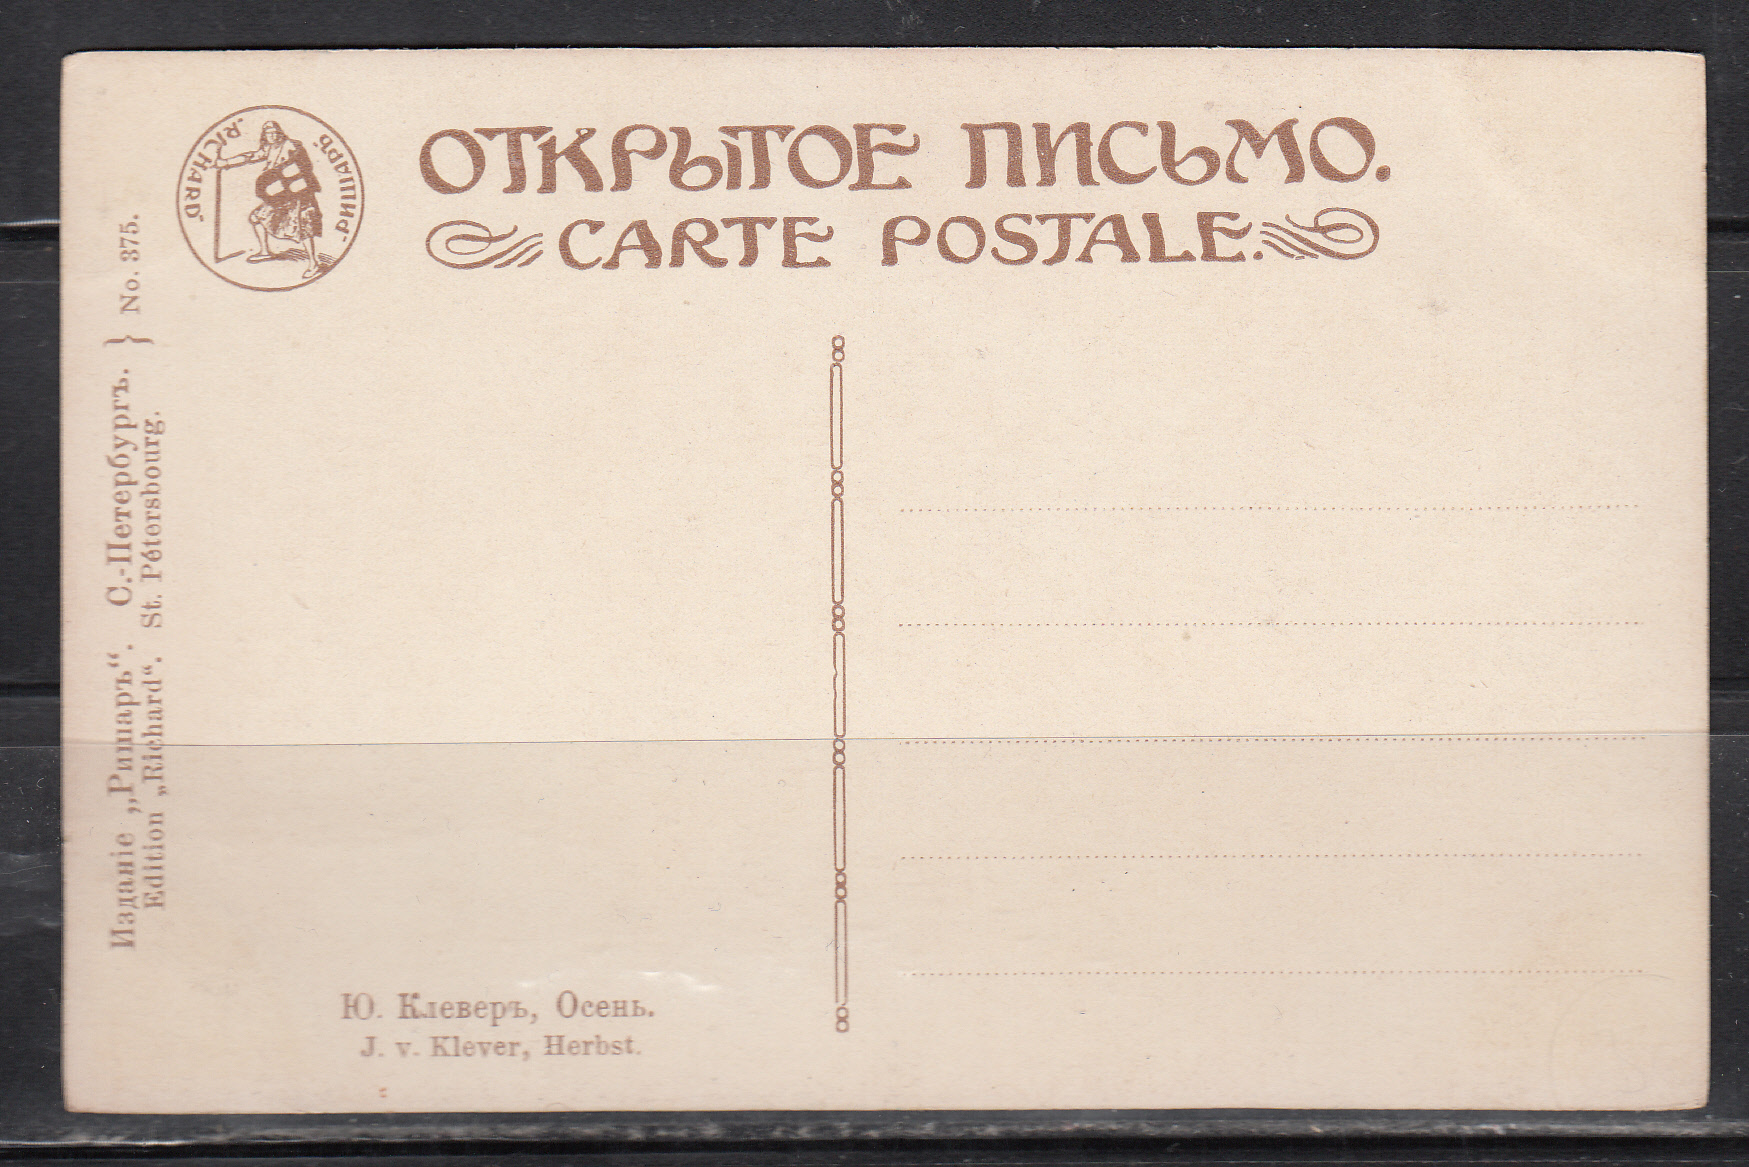 ОТКРЫТОЕ ПИСЬМО.
CARTE POSTALE.
"RICHARD" "РИШАРЪ"
Изданіе „Ришаръ“. С.-Петербургъ. } No. 375.
Edition „Richard“. St. Pétersbourg.
Ю. Клеверъ, Осень.
J. v. Klever, Herbst.